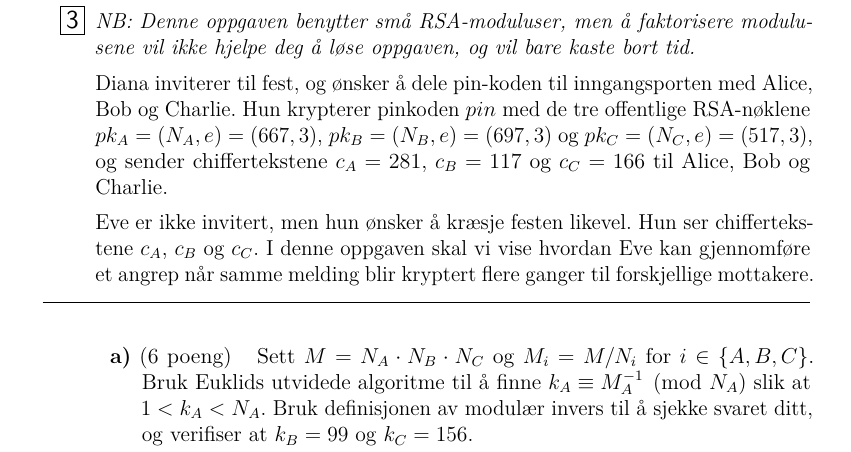 3 NB: Denne oppgaven benytter små RSA-moduluser, men å faktorisere modulu-
sene vil ikke hjelpe deg å løse oppgaven, og vil bare kaste bort tid.
Diana inviterer til fest, og ønsker å dele pin-koden til inngangsporten med Alice,
Bob og Charlie. Hun krypterer pinkoden pin med de tre offentlige RSA-nøklene
pk_A = (N_A, e) = (667, 3), pk_B = (N_B, e) = (697, 3) og pk_C = (N_C, e) = (517, 3),
og sender chiffertekstene c_A = 281, c_B = 117 og c_C = 166 til Alice, Bob og
Charlie.
Eve er ikke invitert, men hun ønsker å kræsje festen likevel. Hun ser chifferteks-
tene c_A, c_B og c_C. I denne oppgaven skal vi vise hvordan Eve kan gjennomføre
et angrep når samme melding blir kryptert flere ganger til forskjellige mottakere.
a) (6 poeng) Sett M = N_A · N_B · N_C og M_i = M/N_i for i ∈ {A, B, C}.
Bruk Euklids utvidede algoritme til å finne k_A ≡ M_A^{-1} (mod N_A) slik at
1 < k_A < N_A. Bruk definisjonen av modulær invers til å sjekke svaret ditt,
og verifiser at k_B = 99 og k_C = 156.